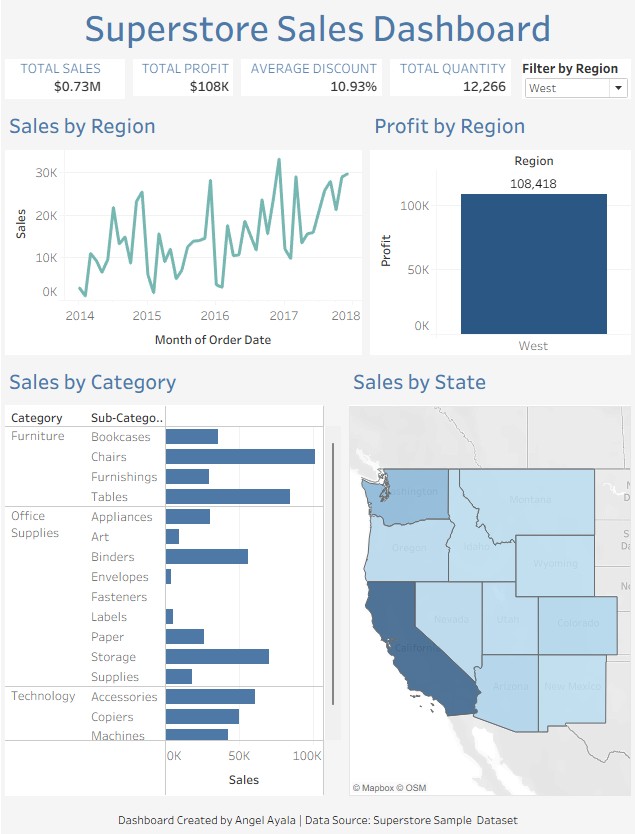 Superstore Sales Dashboard
TOTAL SALES
$0.73M
TOTAL PROFIT
$108K
AVERAGE DISCOUNT
10.93%
TOTAL QUANTITY
12,266
Filter by Region
West
Sales by Region
30K
20K
10K
0K
Sales
2014 2015 2016 2017 2018
Month of Order Date
Profit by Region
Region
108,418
100K
50K
0K
Profit
West
Sales by Category
Category Sub-Catego..
Furniture Bookcases
Chairs
Furnishings
Tables
Office Supplies Appliances
Art
Binders
Envelopes
Fasteners
Labels
Paper
Storage
Supplies
Technology Accessories
Copiers
Machines
0K 50K 100K
Sales
Sales by State
Washington
Montana
Oregon
Idaho
Wyoming
Nevada
Utah
Colorado
California
Arizona
New Mexico
© Mapbox © OSM
Dashboard Created by Angel Ayala | Data Source: Superstore Sample Dataset